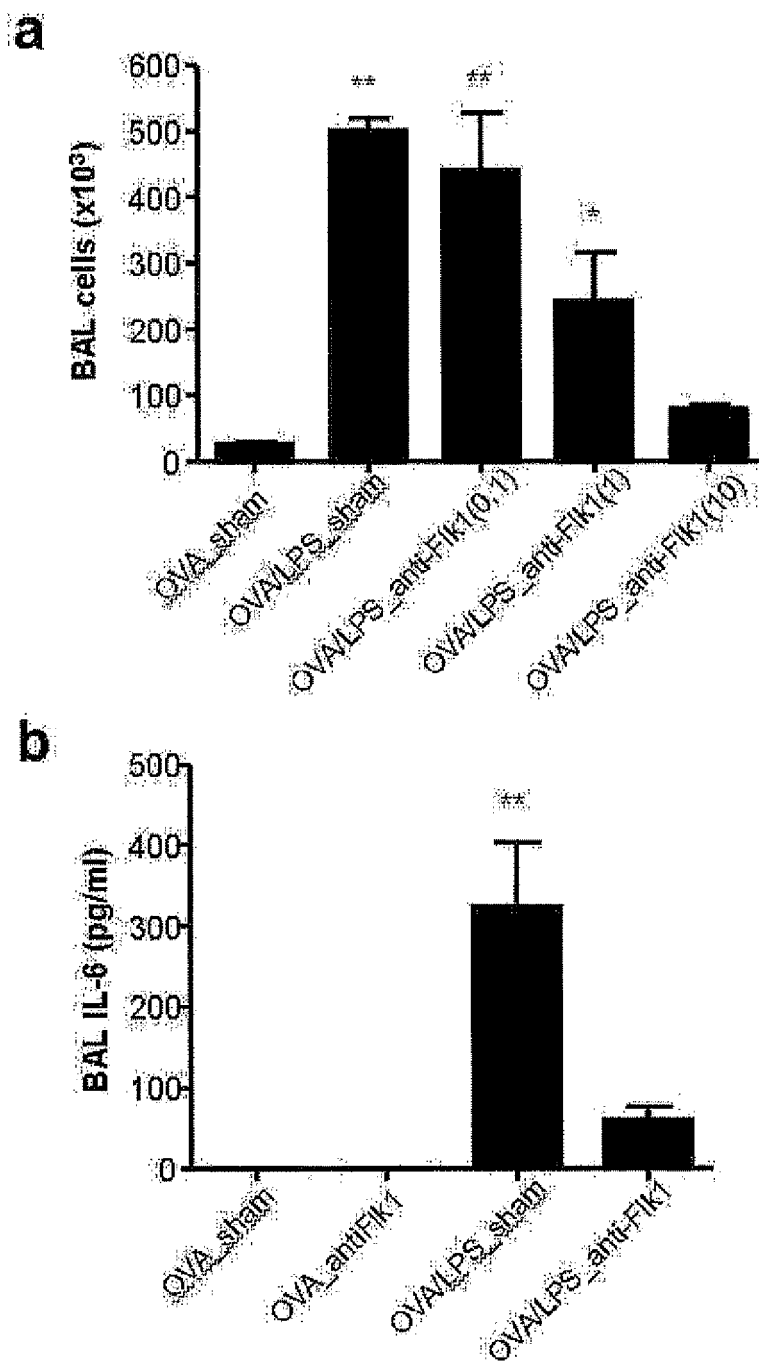 a
600
500
400
300
200
100
0
BAL cells (x10³)
**
**
*
OVA_sham
OVA/LPS_sham
OVA/LPS_anti-Flk1(0,1)
OVA/LPS_anti-Flk1(1)
OVA/LPS_anti-Flk1(10)
b
500
400
300
200
100
0
BAL IL-6 (pg/ml)
**
OVA_sham
OVA_antiFlk1
OVA/LPS_sham
OVA/LPS_anti-Flk1